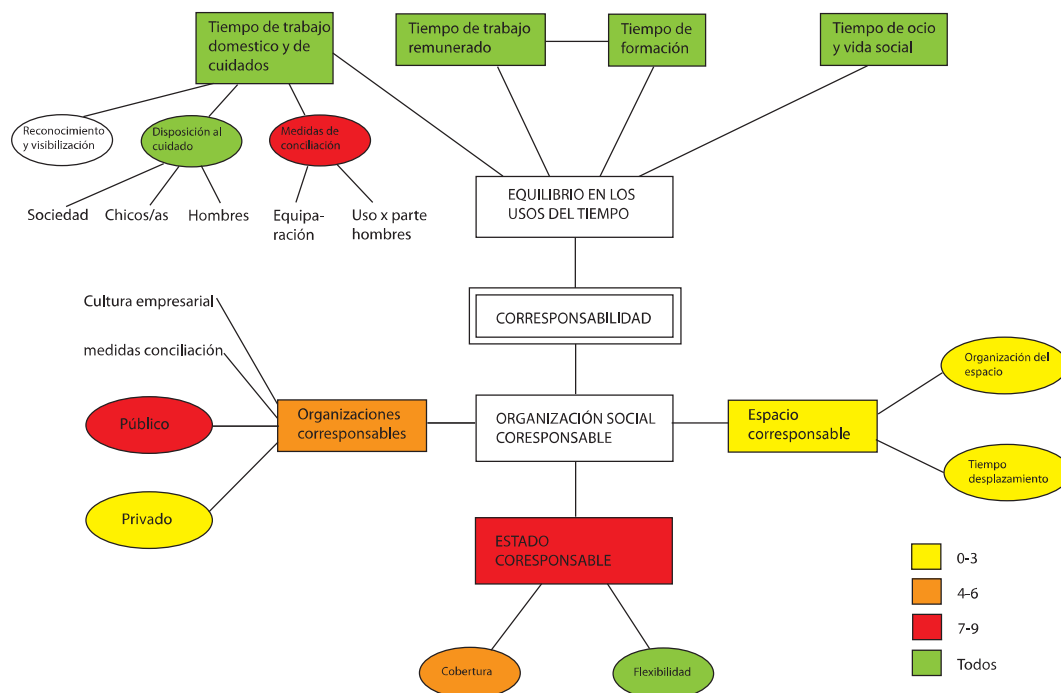 Tiempo de trabajo
domestico y de
cuidados
Tiempo de trabajo
remunerado
Tiempo de
formación
Tiempo de ocio
y vida social
Reconocimiento
y visibilización
Disposición al
cuidado
Medidas de
conciliación
Sociedad
Chicos/as
Hombres
Equipa-
ración
Uso x parte
hombres
EQUILIBRIO EN LOS
USOS DEL TIEMPO
CORRESPONSABILIDAD
Cultura empresarial
medidas conciliación
Público
Privado
Organizaciones
corresponsables
ORGANIZACIÓN SOCIAL
CORESPONSABLE
Espacio
corresponsable
Organización del
espacio
Tiempo
desplazamiento
ESTADO
CORESPONSABLE
Cobertura
Flexibilidad
0-3
4-6
7-9
Todos